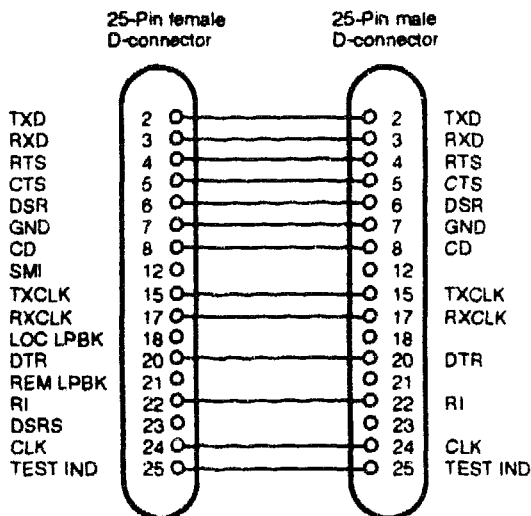 25-Pin female 25-Pin male
D-connector D-connector
TXD 2 2 TXD
RXD 3 3 RXD
RTS 4 4 RTS
CTS 5 5 CTS
DSR 6 6 DSR
GND 7 7 GND
CD 8 8 CD
SMI 12 12
TXCLK 15 15 TXCLK
RXCLK 17 17 RXCLK
LOC LPBK 18 18
DTR 20 20 DTR
REM LPBK 21 21
RI 22 22 RI
DSRS 23 23
CLK 24 24 CLK
TEST IND 25 25 TEST IND